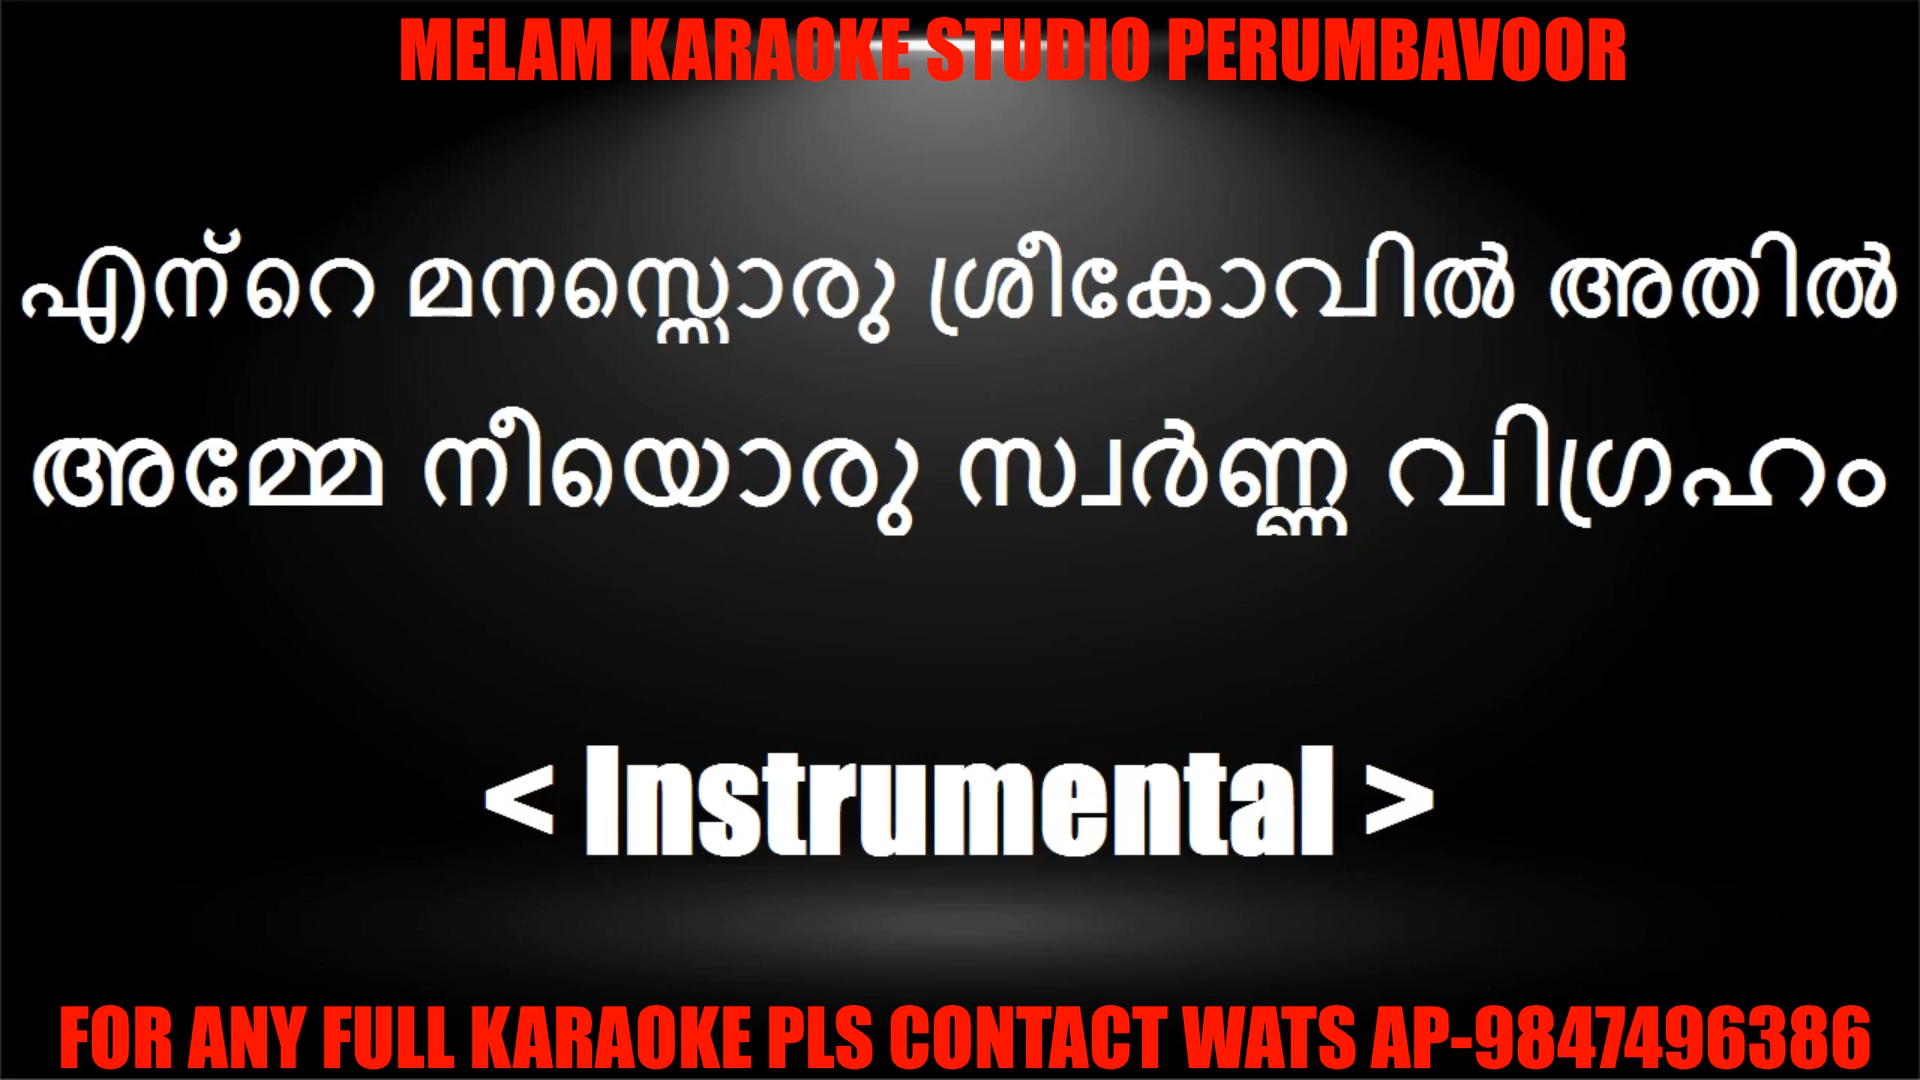 MELAM KARAOKE STUDIO PERUMBAVOOR
എന്‍റെ മനസ്സൊരു ശ്രീകോവിൽ അതിൽ
അമ്മേ നീയൊരു സ്വർണ്ണ വിഗ്രഹം
< Instrumental >
FOR ANY FULL KARAOKE PLS CONTACT WATS AP-9847496386